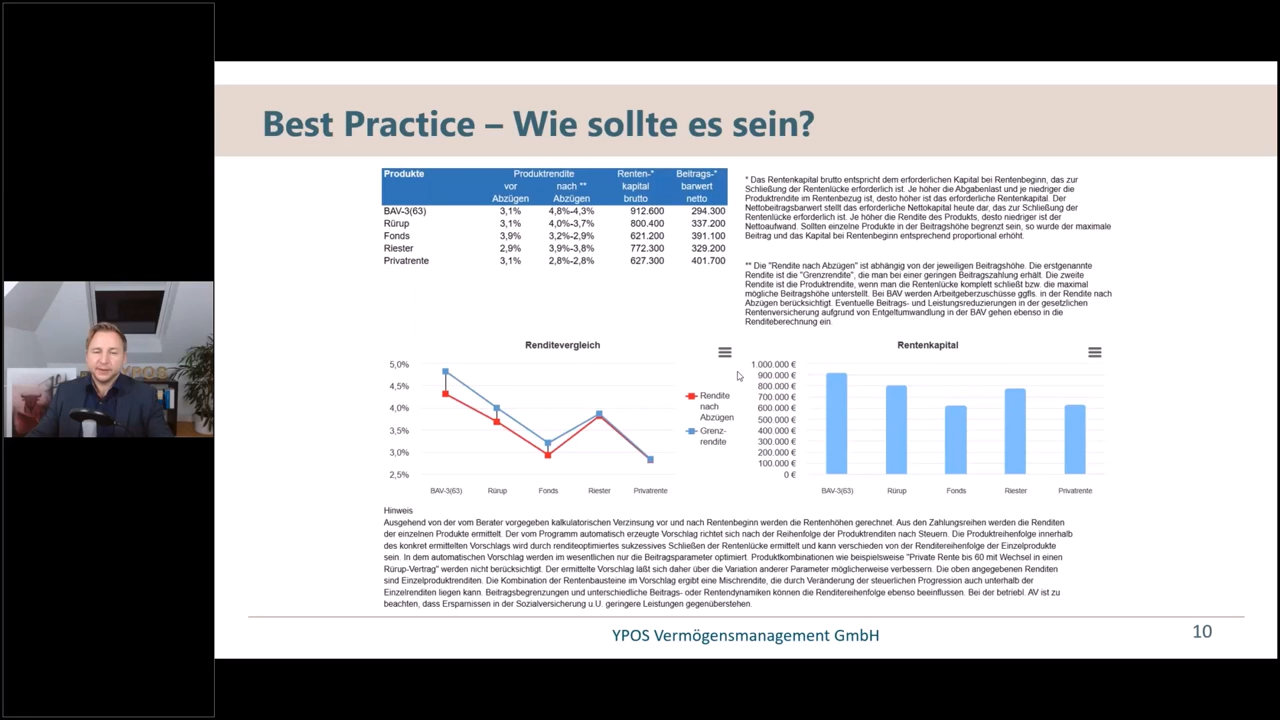 Best Practice – Wie sollte es sein?
Produkte Produktrendite Renten-* Beitrags-*
vor nach ** kapital barwert
Abzügen Abzügen brutto netto
BAV-3(63) 3,1% 4,8%-4,3% 912.600 294.300
Rürup 3,1% 4,0%-3,7% 800.400 337.200
Fonds 3,9% 3,2%-2,9% 621.200 391.100
Riester 2,9% 3,9%-3,8% 772.300 329.200
Privatrente 3,1% 2,8%-2,8% 627.300 401.700
* Das Rentenkapital brutto entspricht dem erforderlichen Kapital bei Rentenbeginn, das zur
Schließung der Rentenlücke erforderlich ist. Je höher die Abgabenlast und je niedriger die
Produktrendite im Rentenbezug ist, desto höher ist das erforderliche Rentenkapital. Der
Nettobeitragsbarwert stellt das erforderliche Nettokapital heute dar, das zur Schließung der
Rentenlücke erforderlich ist. Je höher die Rendite des Produkts, desto niedriger ist der
Nettoaufwand. Sollten einzelne Produkte in der Beitragshöhe begrenzt sein, so wurde der maximale
Beitrag und das Kapital bei Rentenbeginn entsprechend proportional erhöht.
** Die "Rendite nach Abzügen" ist abhängig von der jeweiligen Beitragshöhe. Die erstgenannte
Rendite ist die "Grenzrendite", die man bei einer geringen Beitragszahlung erhält. Die zweite
Rendite ist die Produktrendite, wenn man die Rentenlücke komplett schließt bzw. die maximal
mögliche Beitragshöhe unterstellt. Bei BAV werden Arbeitgeberzuschüsse ggfls. in der Rendite nach
Abzügen berücksichtigt. Eventuelle Beitrags- und Leistungsreduzierungen in der gesetzlichen
Rentenversicherung aufgrund von Entgeltumwandlung in der BAV gehen ebenso in die
Renditeberechnung ein.
Renditevergleich
5,0%
4,5%
4,0%
3,5%
3,0%
2,5%
BAV-3(63) Rürup Fonds Riester Privatrente
Rendite
nach
Abzügen
Grenz-
rendite
Rentenkapital
1.000.000 €
900.000 €
800.000 €
700.000 €
600.000 €
500.000 €
400.000 €
300.000 €
200.000 €
100.000 €
0 €
BAV-3(63) Rürup Fonds Riester Privatrente
Hinweis
Ausgehend von der vom Berater vorgegeben kalkulatorischen Verzinsung vor und nach Rentenbeginn werden die Rentenhöhen gerechnet. Aus den Zahlungsreihen werden die Renditen
der einzelnen Produkte ermittelt. Der vom Programm automatisch erzeugte Vorschlag richtet sich nach der Reihenfolge der Produktrenditen nach Steuern. Die Produktreihenfolge innerhalb
des konkret ermittelten Vorschlags wird durch renditeoptimiertes sukzessives Schließen der Rentenlücke ermittelt und kann verschieden von der Renditereihenfolge der Einzelprodukte
sein. In dem automatischen Vorschlag werden im wesentlichen nur die Beitragsparameter optimiert. Produktkombinationen wie beispielsweise "Private Rente bis 60 mit Wechsel in einen
Rürup-Vertrag" werden nicht berücksichtigt. Der ermittelte Vorschlag läßt sich daher über die Variation anderer Parameter möglicherweise verbessern. Die oben angegebenen Renditen
sind Einzelproduktrenditen. Die Kombination der Rentenbausteine im Vorschlag ergibt eine Mischrendite, die durch Veränderung der steuerlichen Progression auch unterhalb der
Einzelrenditen liegen kann. Beitragsbegrenzungen und unterschiedliche Beitrags- oder Rentendynamiken können die Renditereihenfolge ebenso beeinflussen. Bei der betriebl. AV ist zu
beachten, dass Ersparnissen in der Sozialversicherung u.U. geringere Leistungen gegenüberstehen.
YPOS Vermögensmanagement GmbH
10
YPOS